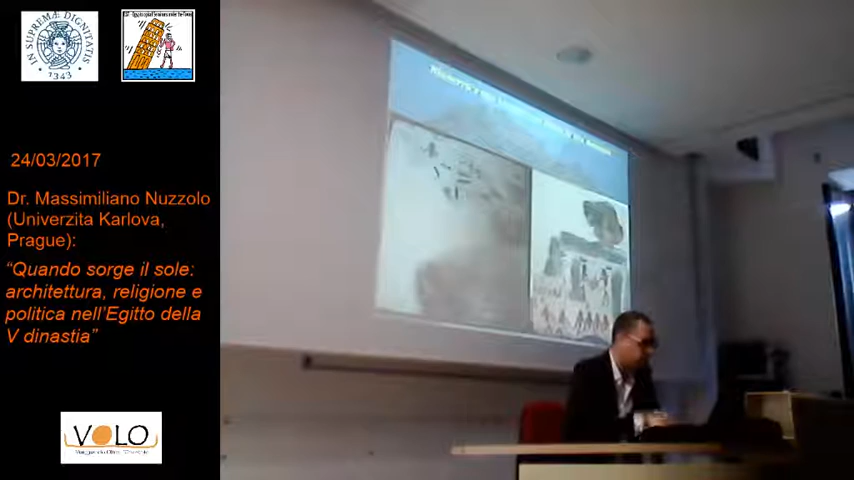 IN SUPREMÆ DIGNITATIS
1343
24/03/2017
Dr. Massimiliano Nuzzolo
(Univerzita Karlova,
Prague):
“Quando sorge il sole:
architettura, religione e
politica nell’Egitto della
V dinastia”
VOLO